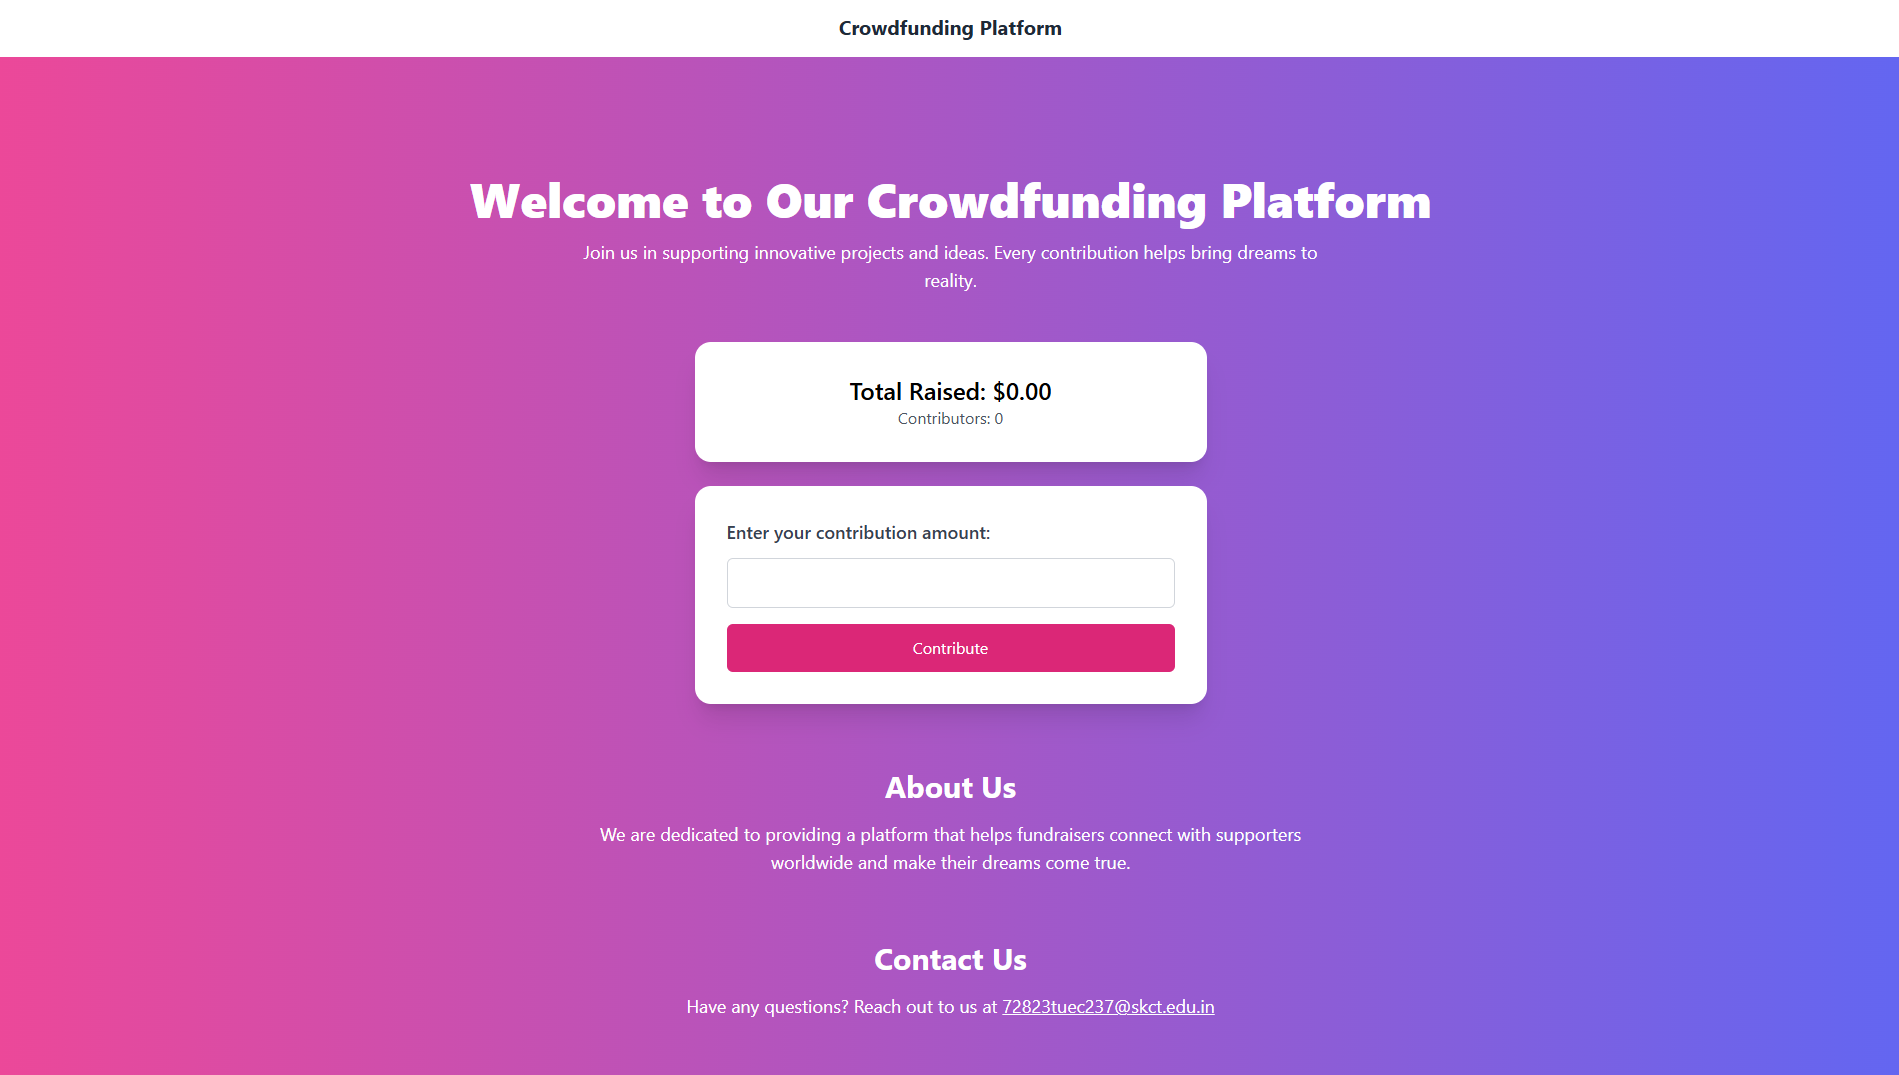 Crowdfunding Platform
Welcome to Our Crowdfunding Platform
Join us in supporting innovative projects and ideas. Every contribution helps bring dreams to
reality.
Total Raised: $0.00
Contributors: 0
Enter your contribution amount:
Contribute
About Us
We are dedicated to providing a platform that helps fundraisers connect with supporters
worldwide and make their dreams come true.
Contact Us
Have any questions? Reach out to us at 72823tuec237@skct.edu.in